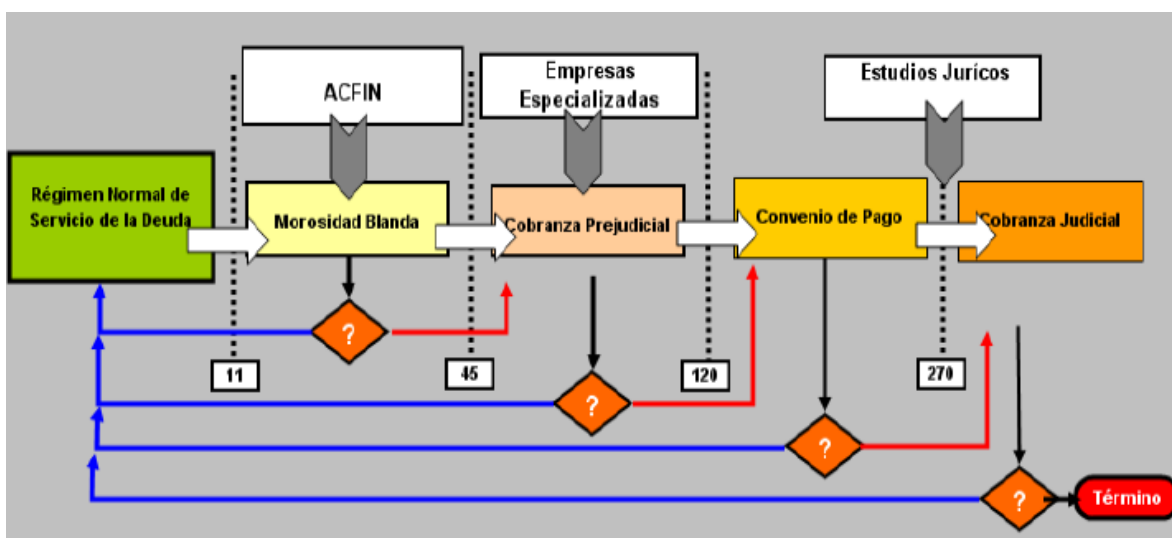 ACFIN
Empresas
Especializadas
Estudios Jurícos
Régimen Normal de
Servicio de la Deuda
Morosidad Blanda
Cobranza Prejudicial
Convenio de Pago
Cobranza Judicial
?
11
45
120
270
?
?
?
Término